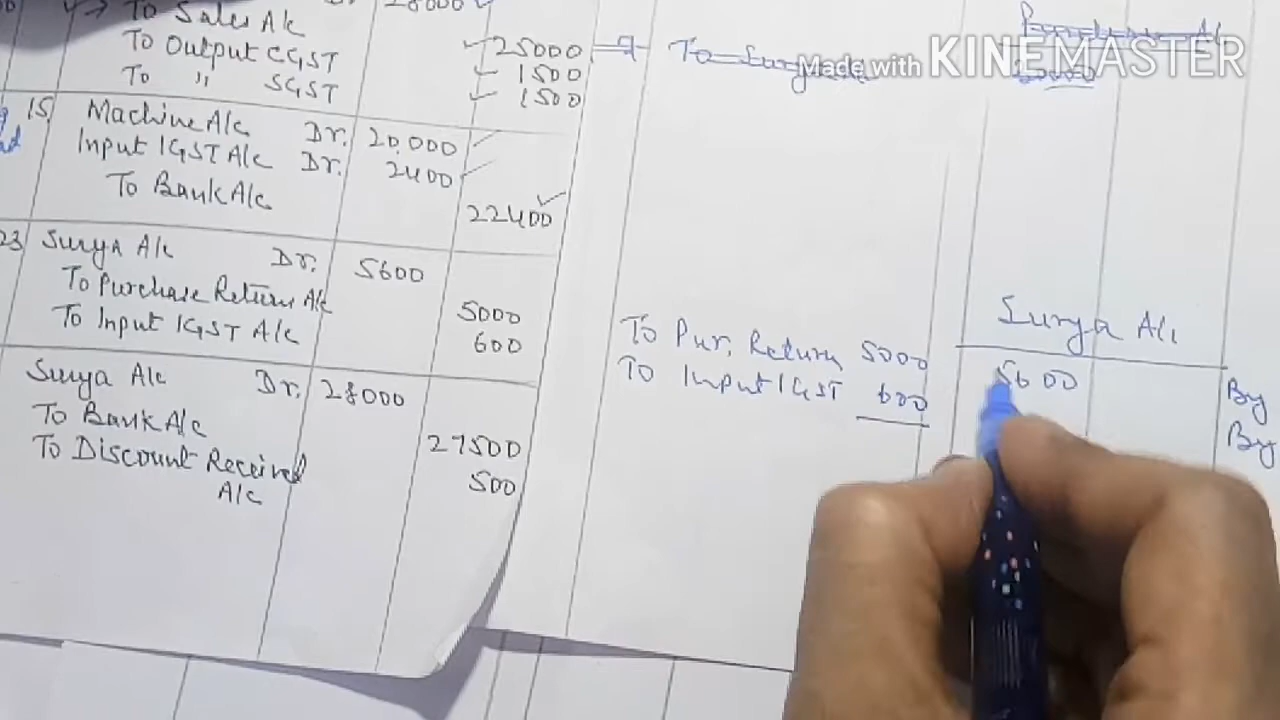 To Sales A/c
To Output CGST 25000
To " SGST 1500
1500
15 Machine A/c Dr. 20,000
Input IGST A/c Dr. 2400
To Bank A/c 22400
23 Surya A/c Dr. 5600
To Purchase Return A/c 5000
To Input IGST A/c 600
Surya A/c Dr. 28000
To Bank A/c 27500
To Discount Received 500
A/c
To Surya
Made with KINEMASTER
Surya A/c
To Pur. Return 5000 5600 By
To Input IGST 600 By